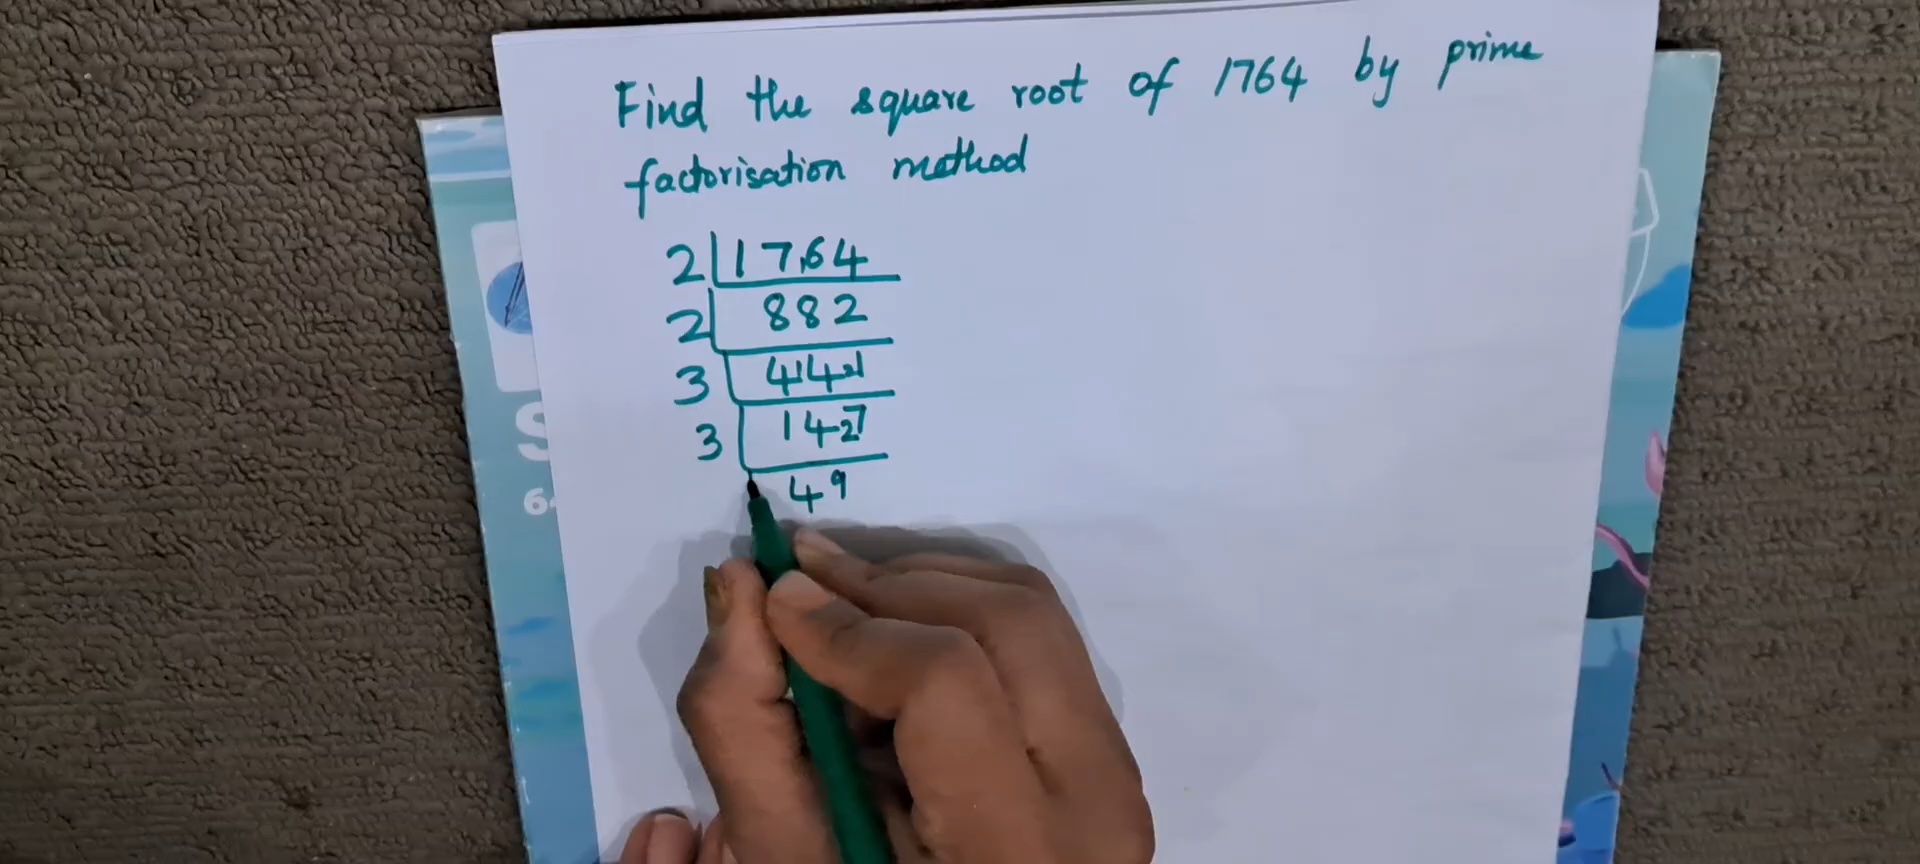 Find the square root of 1764 by prime
factorisation method
2 | 1764
2 | 882
3 | 441
3 | 147
49
S
64